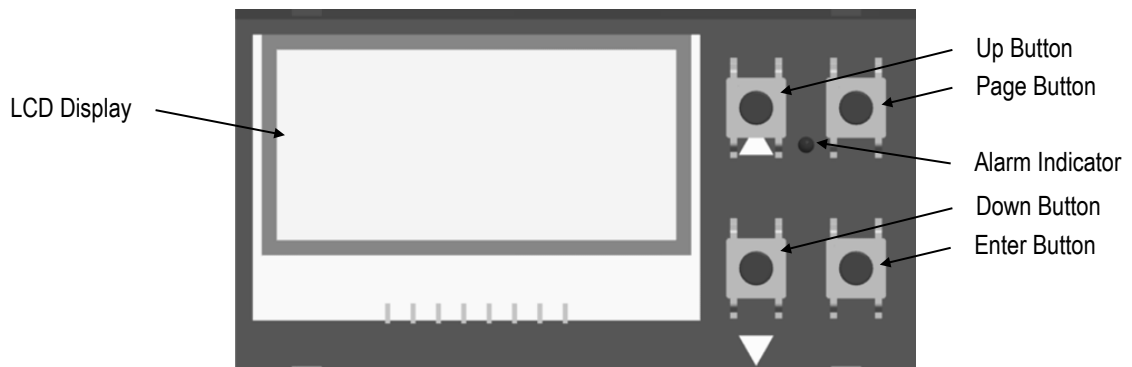 Up Button
Page Button
LCD Display
Alarm Indicator
Down Button
Enter Button